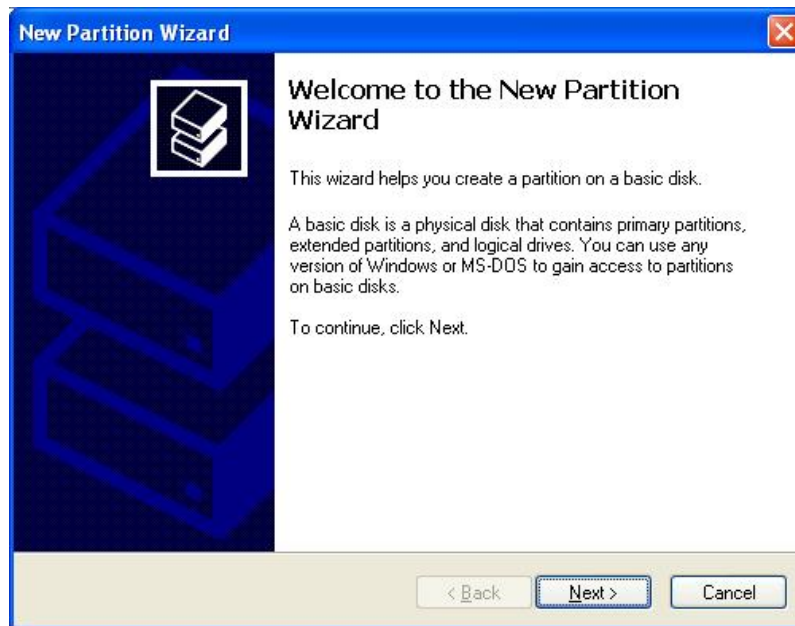 New Partition Wizard
Welcome to the New Partition
Wizard
This wizard helps you create a partition on a basic disk.
A basic disk is a physical disk that contains primary partitions,
extended partitions, and logical drives. You can use any
version of Windows or MS-DOS to gain access to partitions
on basic disks.
To continue, click Next.
< Back
Next >
Cancel